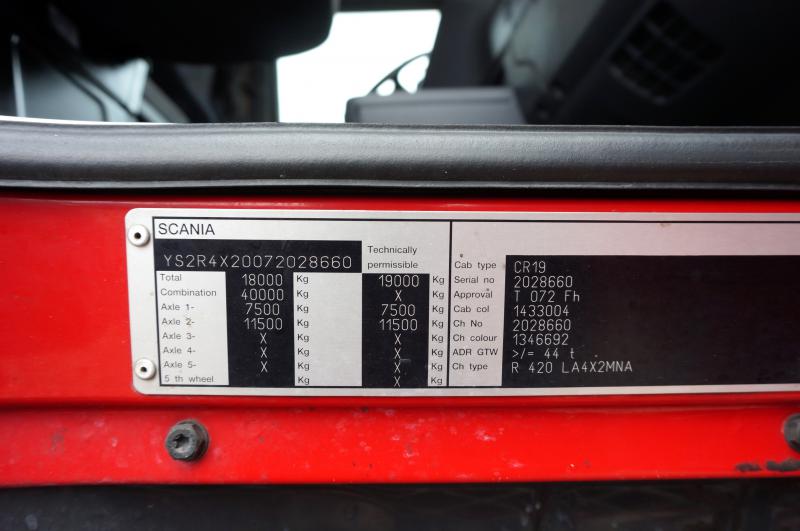 SCANIA
YS2R4X20072028660
Technically
permissible
Total 18000 Kg 19000 Kg
Combination 40000 Kg X Kg
Axle 1- 7500 Kg 7500 Kg
Axle 2- 11500 Kg 11500 Kg
Axle 3- X Kg X Kg
Axle 4- X Kg X Kg
Axle 5- X Kg X Kg
5 th wheel Kg X Kg
Cab type CR19
Serial no 2028660
Approval T 072 Fh
Cab col 1433004
Ch No 2028660
Ch colour 1346692
ADR GTW >/= 44 t
Ch type R 420 LA4X2MNA